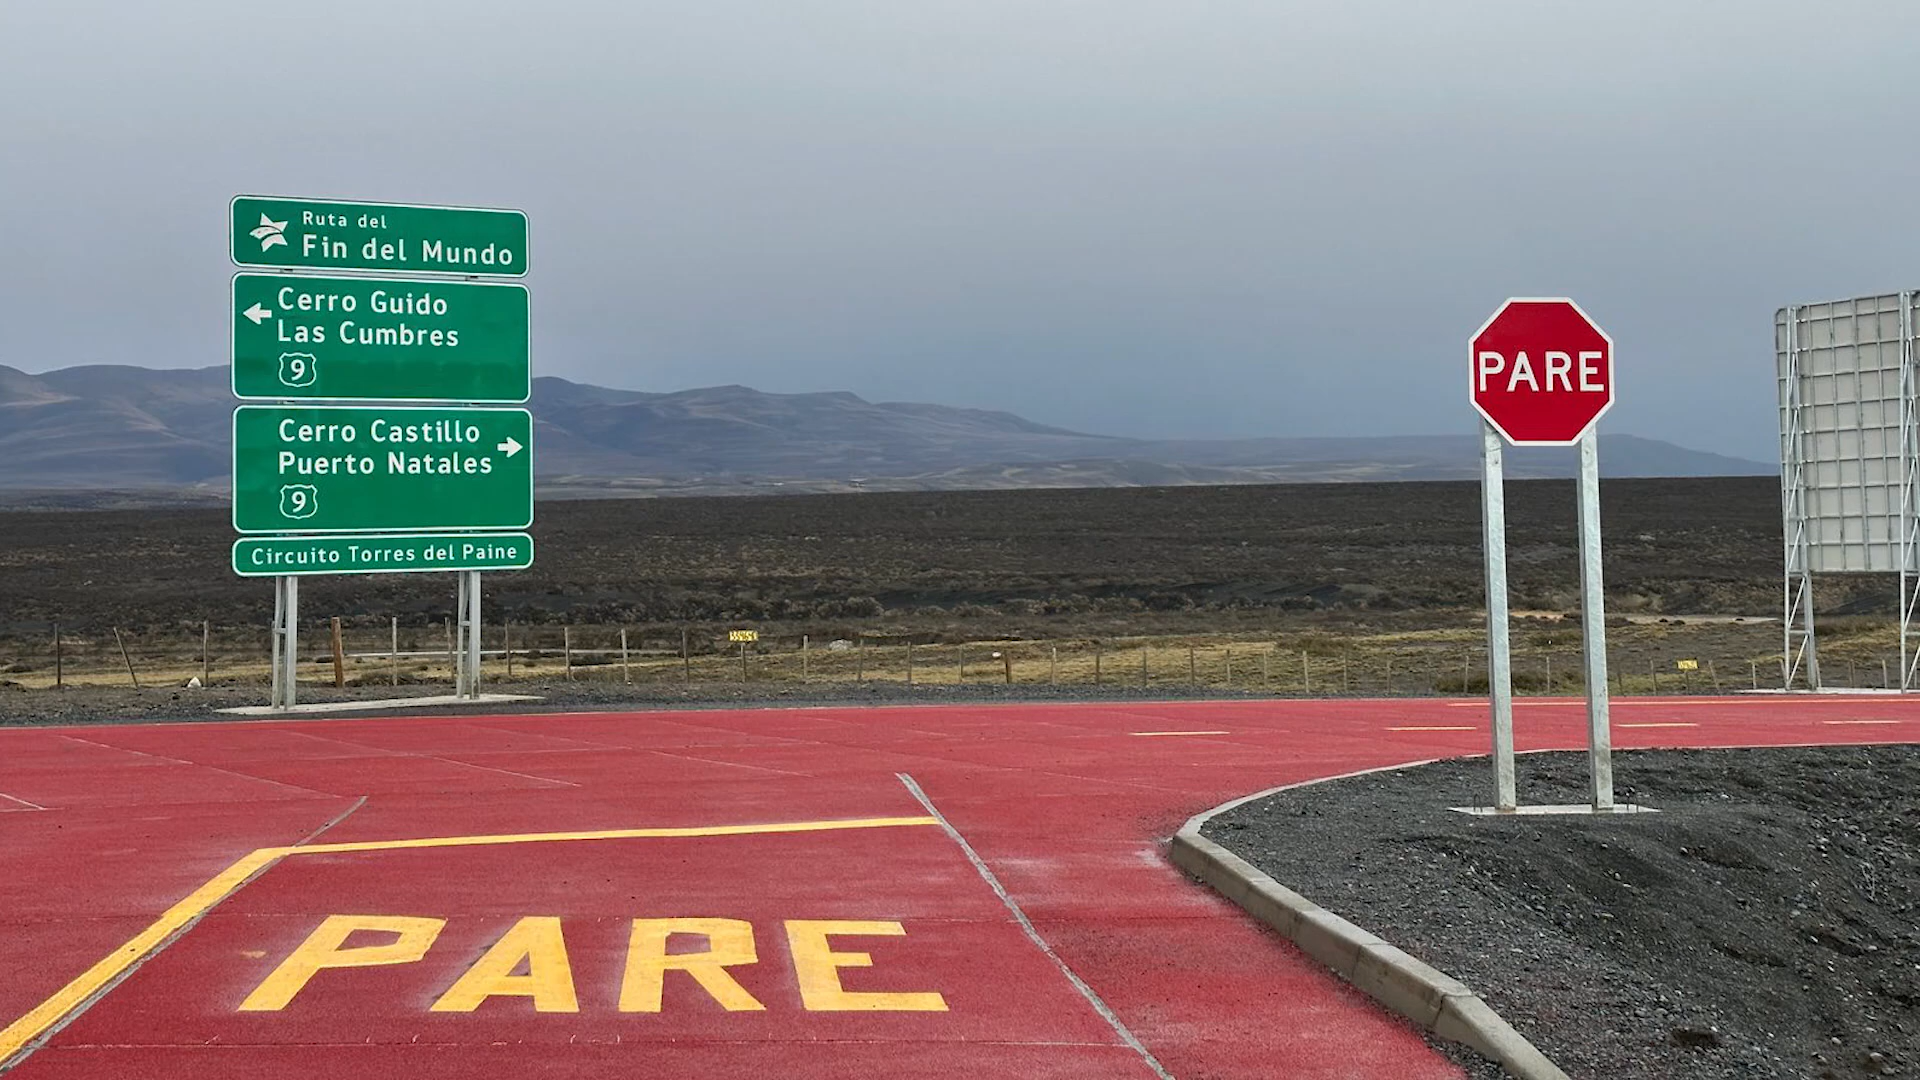 Ruta del
Fin del Mundo
Cerro Guido
Las Cumbres
9
Cerro Castillo
Puerto Natales
9
Circuito Torres del Paine
PARE
PARE